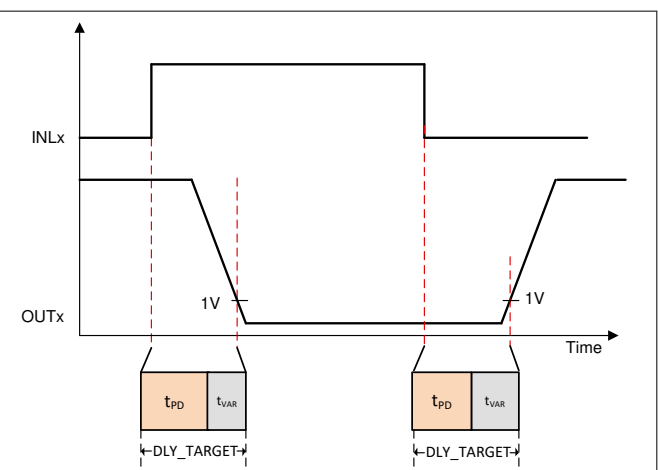 INLx
1V
1V
OUTx
Time
tPD tVAR tPD tVAR
DLY_TARGET DLY_TARGET